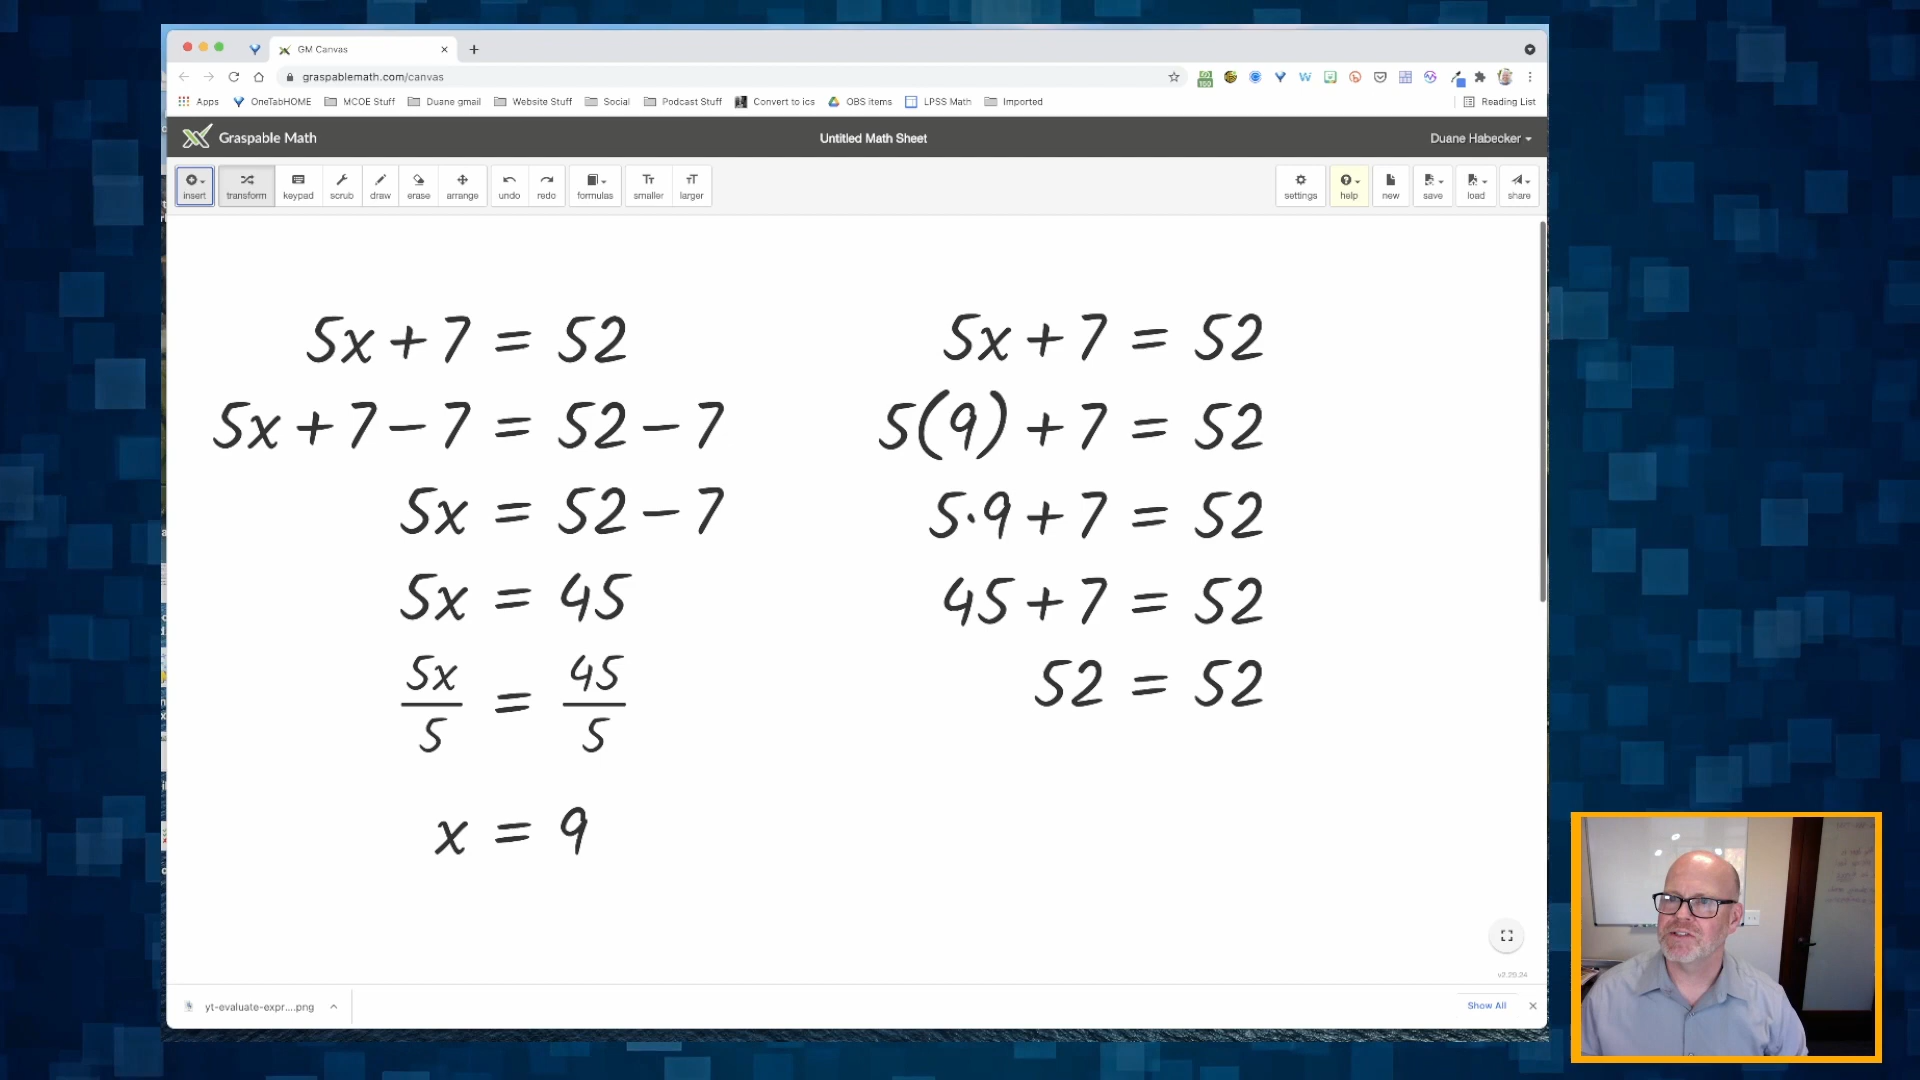 GM Canvas
graspablemath.com/canvas
Apps OneTabHOME MCOE Stuff Duane gmail Website Stuff Social Podcast Stuff Convert to ics OBS items LPSS Math Imported Reading List
Graspable Math Untitled Math Sheet Duane Habecker
insert transform keypad scrub draw erase arrange undo redo formulas smaller larger settings help new save load share
5x + 7 = 52
5x + 7 − 7 = 52 − 7
5x = 52 − 7
5x = 45
5x/5 = 45/5
x = 9
5x + 7 = 52
5(9) + 7 = 52
5·9 + 7 = 52
45 + 7 = 52
52 = 52
v2.25.24
yt-evaluate-expr....png Show All